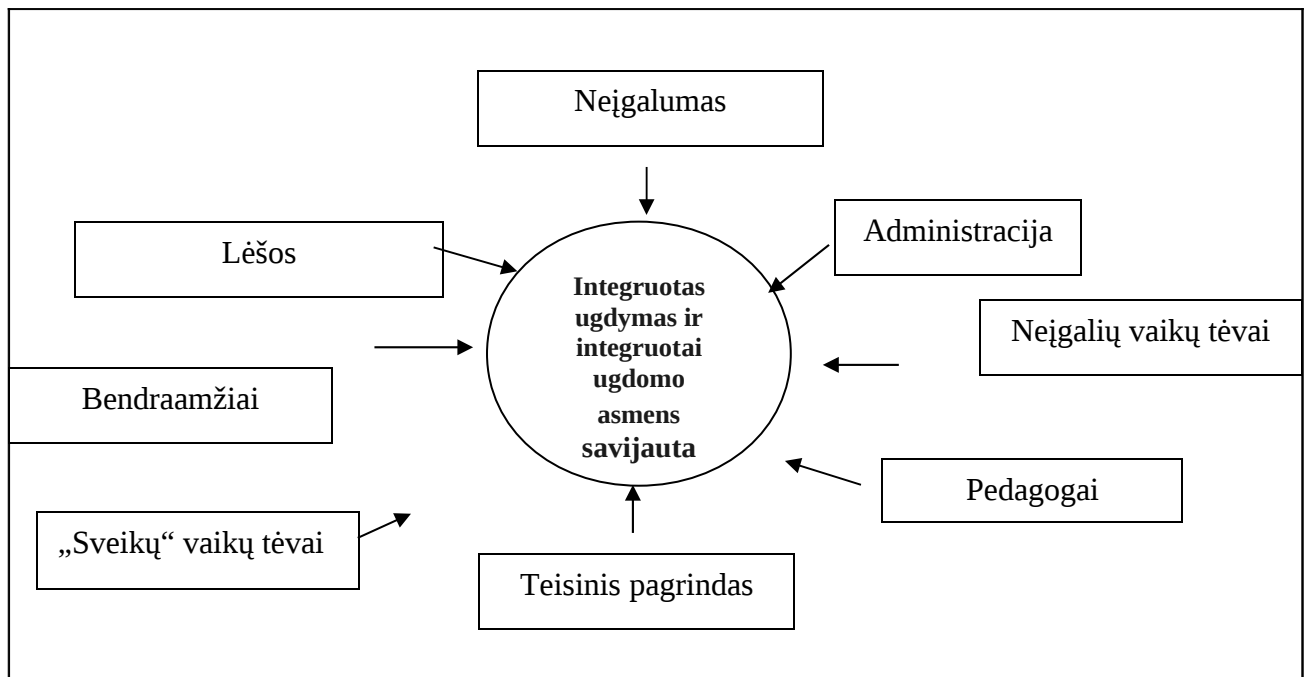 Neįgalumas
Administracija
Lėšos
Integruotas
ugdymas ir
integruotai
ugdomo
asmens
savijauta
Neįgalių vaikų tėvai
Bendraamžiai
Pedagogai
„Sveikų“ vaikų tėvai
Teisinis pagrindas